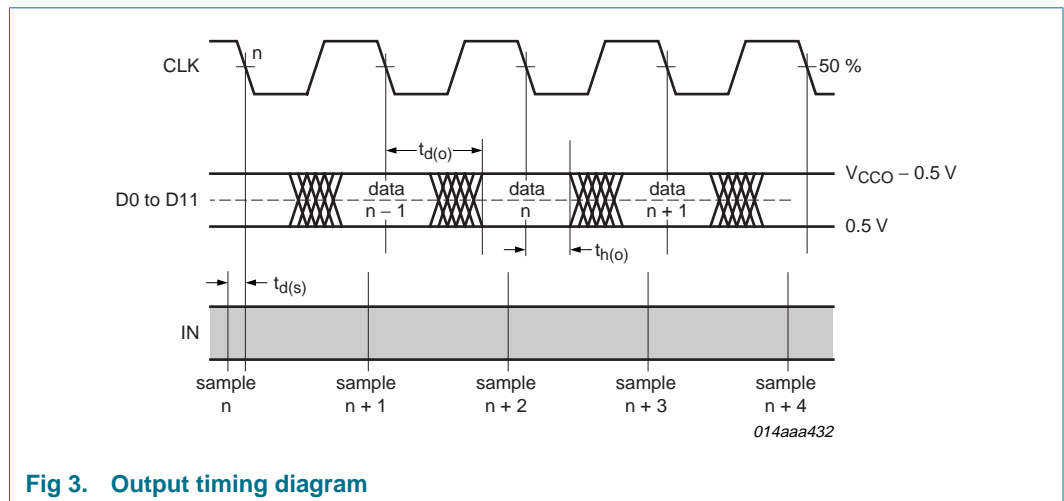 n
CLK
50 %
td(o)
VCCO – 0.5 V
D0 to D11
data
n – 1
data
n
data
n + 1
0.5 V
th(o)
td(s)
IN
sample
n
sample
n + 1
sample
n + 2
sample
n + 3
sample
n + 4
014aaa432
Fig 3. Output timing diagram